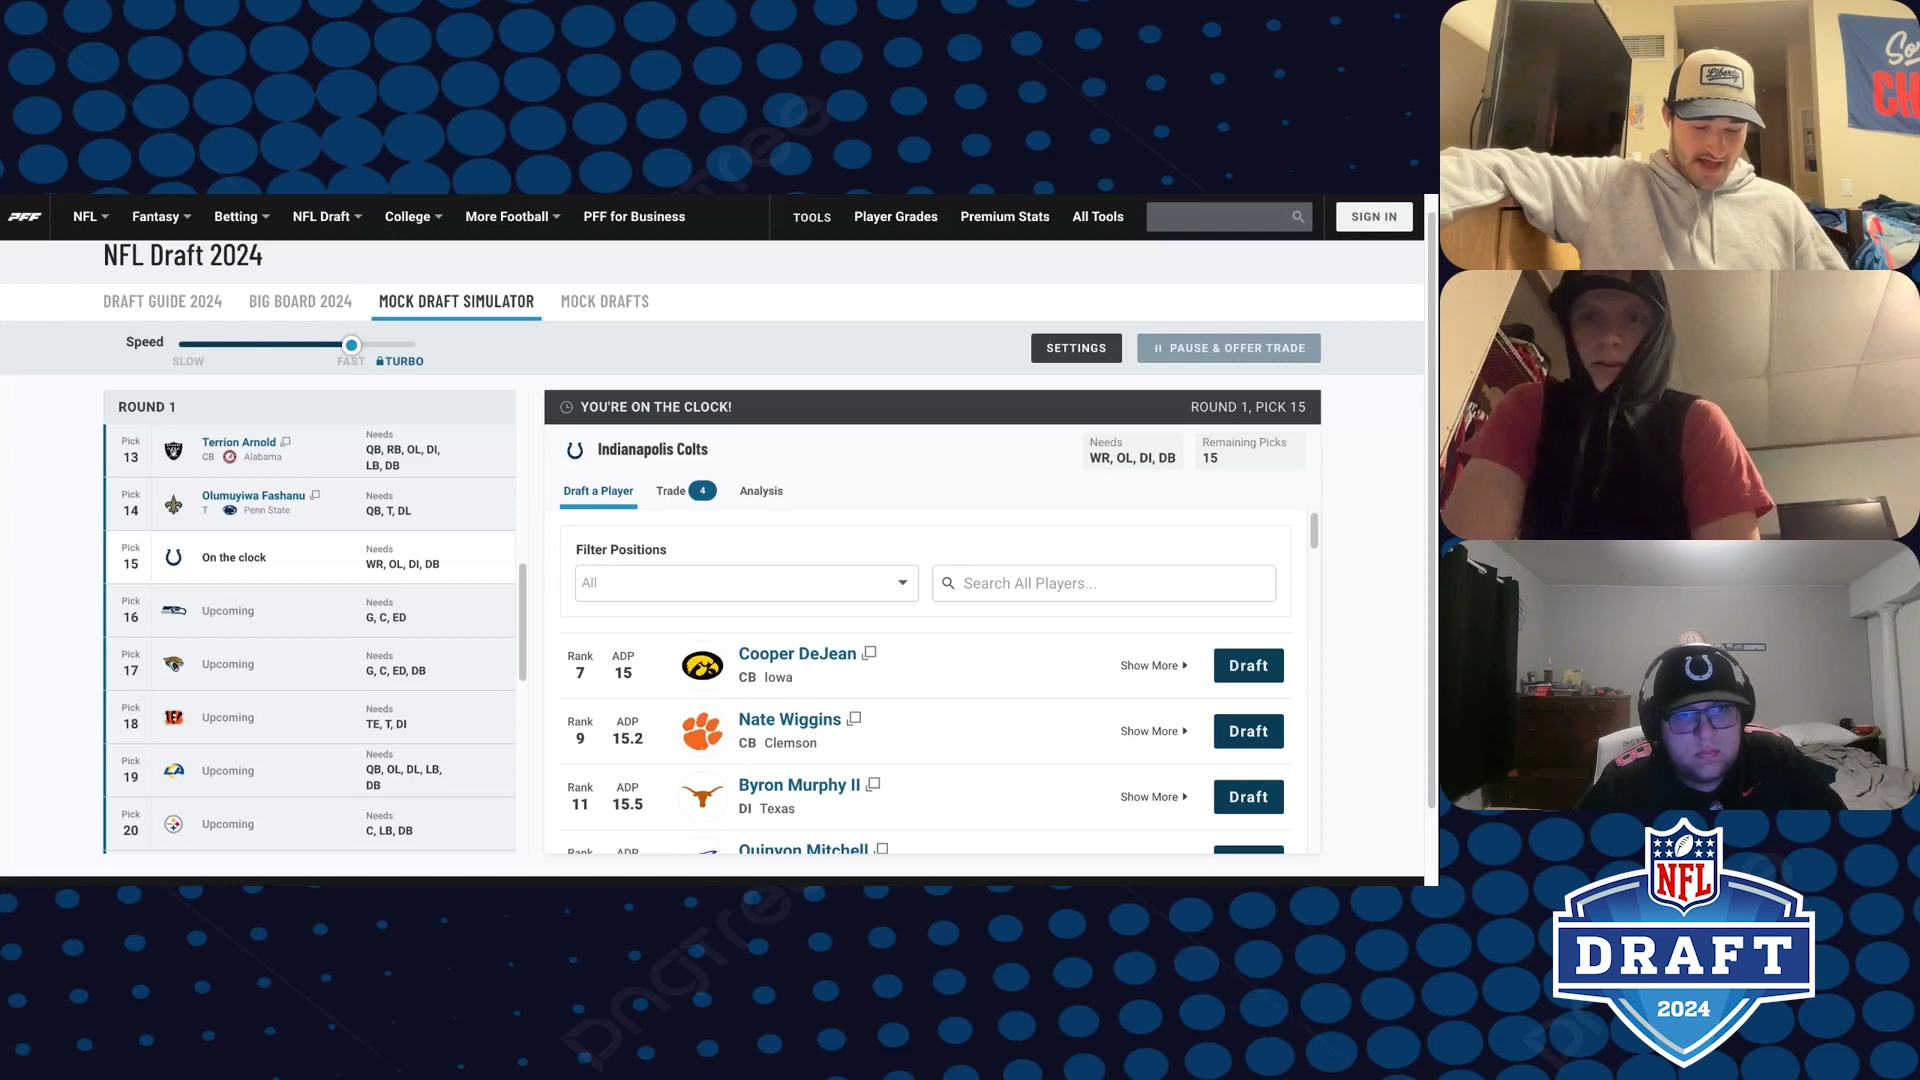 PFF
NFL
Fantasy
Betting
NFL Draft
College
More Football
PFF for Business
TOOLS
Player Grades
Premium Stats
All Tools
SIGN IN
NFL Draft 2024
DRAFT GUIDE 2024
BIG BOARD 2024
MOCK DRAFT SIMULATOR
MOCK DRAFTS
Speed
SLOW
FAST
TURBO
SETTINGS
PAUSE & OFFER TRADE
ROUND 1
Pick
13
Terrion Arnold
CB Alabama
Needs
QB, RB, OL, DI,
LB, DB
Pick
14
Olumuyiwa Fashanu
T Penn State
Needs
QB, T, DL
Pick
15
On the clock
Needs
WR, OL, DI, DB
Pick
16
Upcoming
Needs
G, C, ED
Pick
17
Upcoming
Needs
G, C, ED, DB
Pick
18
Upcoming
Needs
TE, T, DI
Pick
19
Upcoming
Needs
QB, OL, DL, LB,
DB
Pick
20
Upcoming
Needs
C, LB, DB
YOU'RE ON THE CLOCK!
ROUND 1, PICK 15
Indianapolis Colts
Needs
WR, OL, DI, DB
Remaining Picks
15
Draft a Player
Trade 4
Analysis
Filter Positions
All
Search All Players...
Rank
7
ADP
15
Cooper DeJean
CB Iowa
Show More
Draft
Rank
9
ADP
15.2
Nate Wiggins
CB Clemson
Show More
Draft
Rank
11
ADP
15.5
Byron Murphy II
DI Texas
Show More
Draft
Rank
ADP
Quinyon Mitchell
Liberty
NFL
DRAFT
2024
pngtree